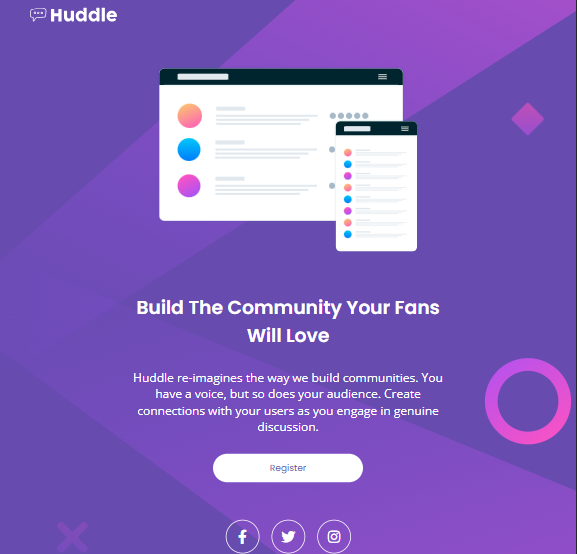 Huddle
Build The Community Your Fans
Will Love
Huddle re-imagines the way we build communities. You
have a voice, but so does your audience. Create
connections with your users as you engage in genuine
discussion.
Register